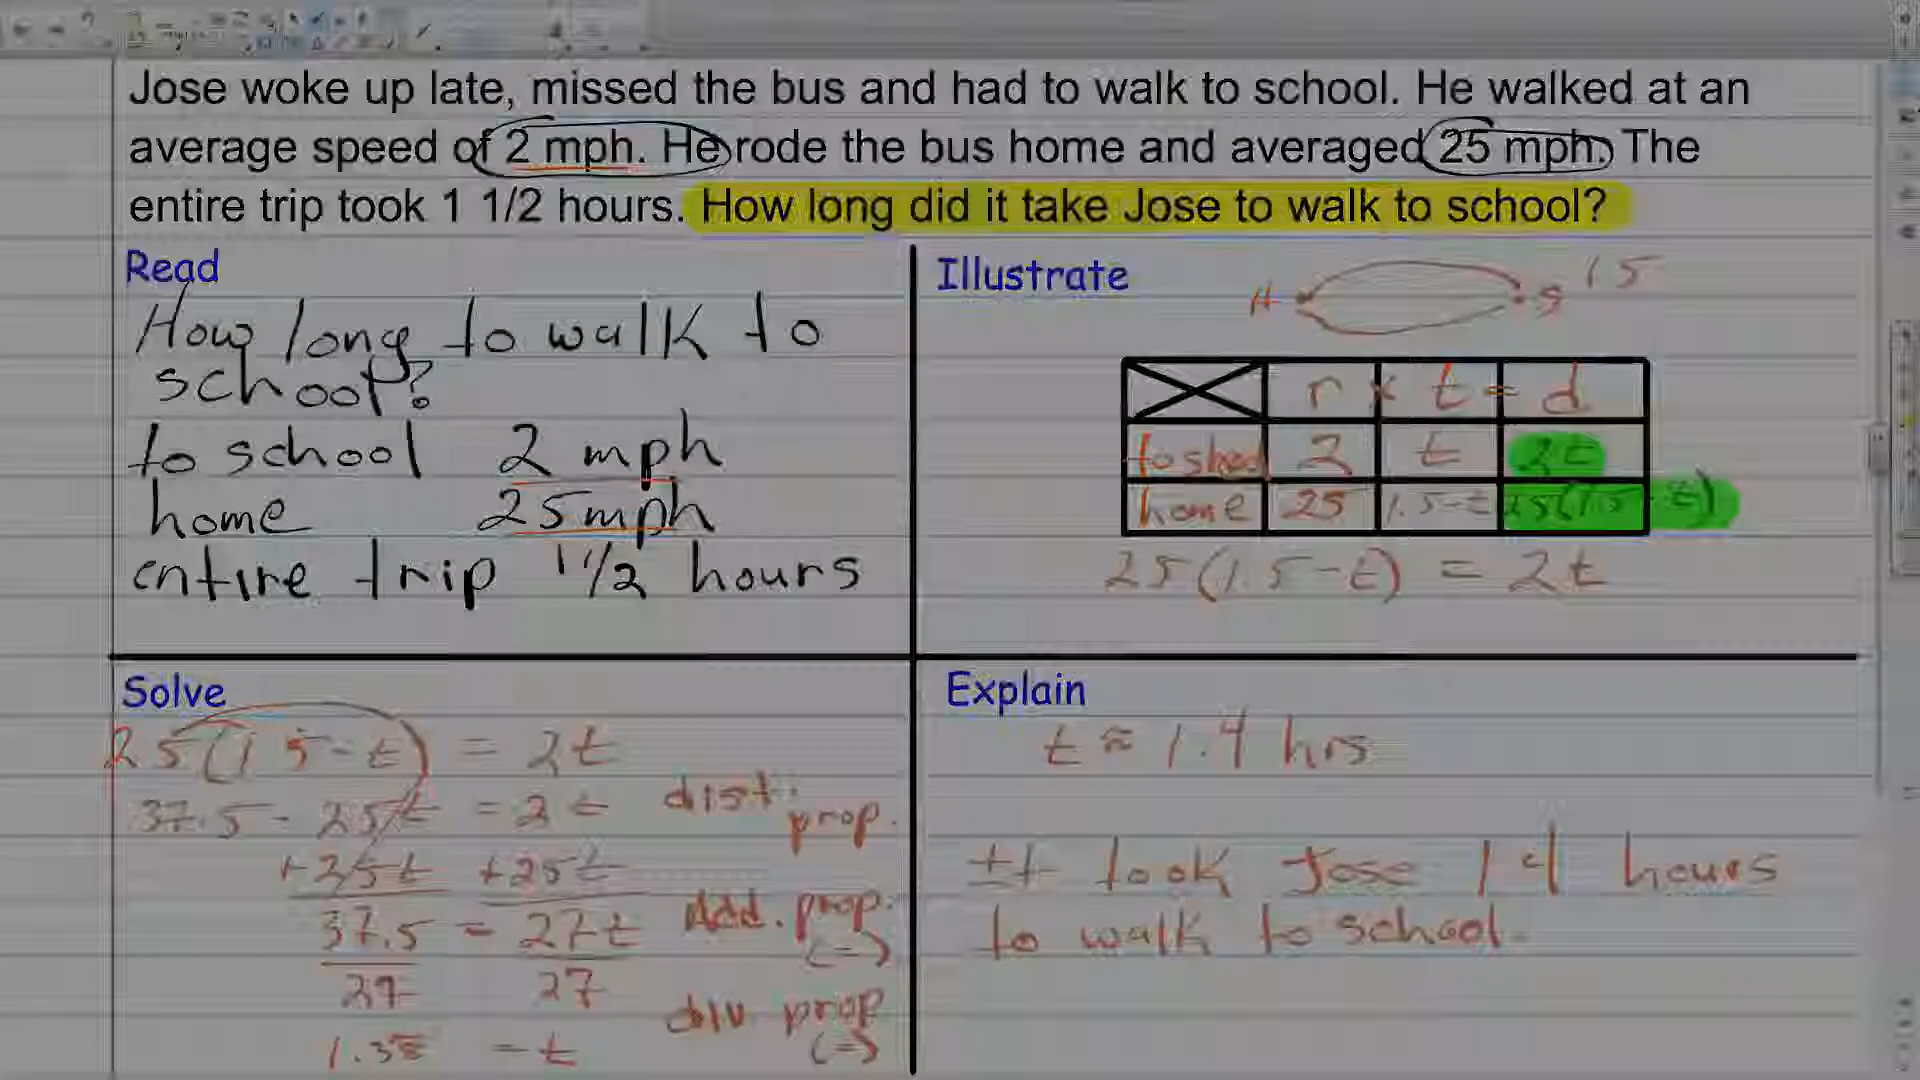 Jose woke up late, missed the bus and had to walk to school. He walked at an
average speed of 2 mph. He rode the bus home and averaged 25 mph. The
entire trip took 1 1/2 hours. How long did it take Jose to walk to school?
Read
How long to walk to
school?
to school 2 mph
home 25mph
entire trip 1 1/2 hours
Illustrate
H S 1.5
r × t = d
to school 2 t 2t
home 25 1.5-t 25(1.5-t)
25(1.5-t) = 2t
Solve
25(1.5-t) = 2t
37.5 - 25t = 2t dist.
prop.
+25t +25t
37.5 = 27t Add. prop.
(=)
27 27
div prop
(=)
= t
Explain
t ≈ 1.4 hrs
It took Jose 1.4 hours
to walk to school.